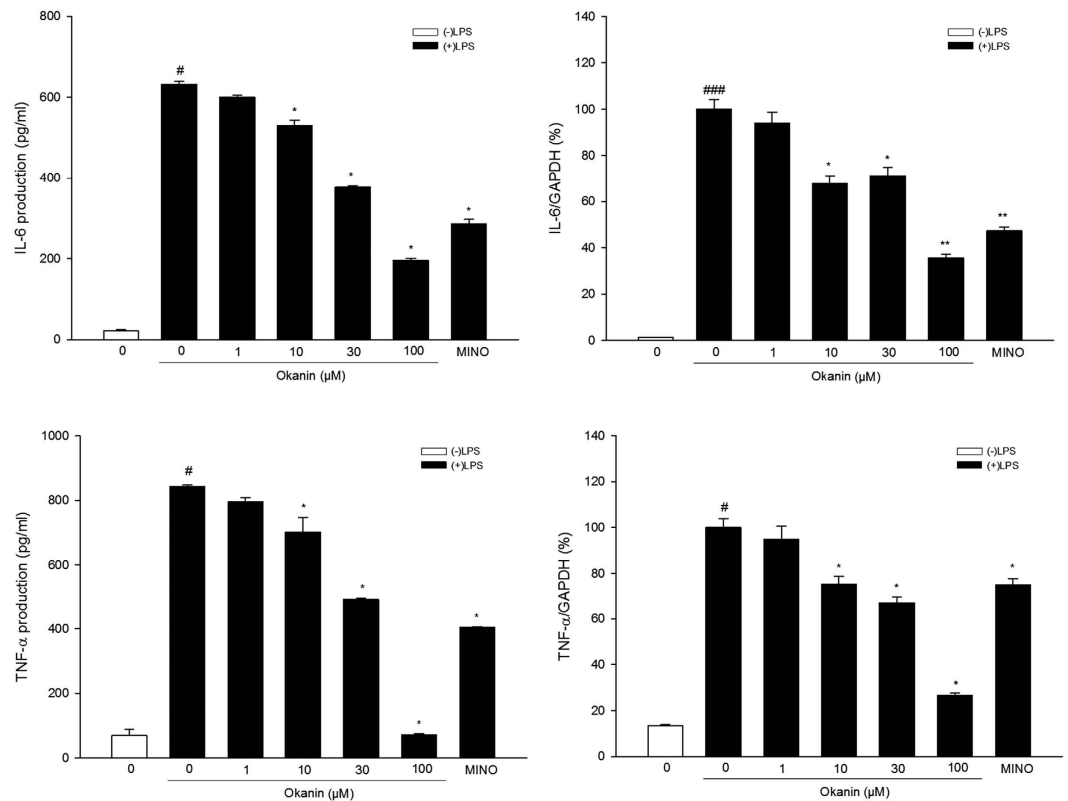 IL-6 production (pg/ml)
800
600
400
200
0
(-)LPS
(+)LPS
#
*
*
*
*
0 0 1 10 30 100 MINO
Okanin (µM)
IL-6/GAPDH (%)
140
120
100
80
60
40
20
0
(-)LPS
(+)LPS
###
*
*
**
**
0 0 1 10 30 100 MINO
Okanin (µM)
TNF-α production (pg/ml)
1000
800
600
400
200
0
(-)LPS
(+)LPS
#
*
*
*
*
0 0 1 10 30 100 MINO
Okanin (µM)
TNF-α/GAPDH (%)
140
120
100
80
60
40
20
0
(-)LPS
(+)LPS
#
*
*
*
*
0 0 1 10 30 100 MINO
Okanin (µM)